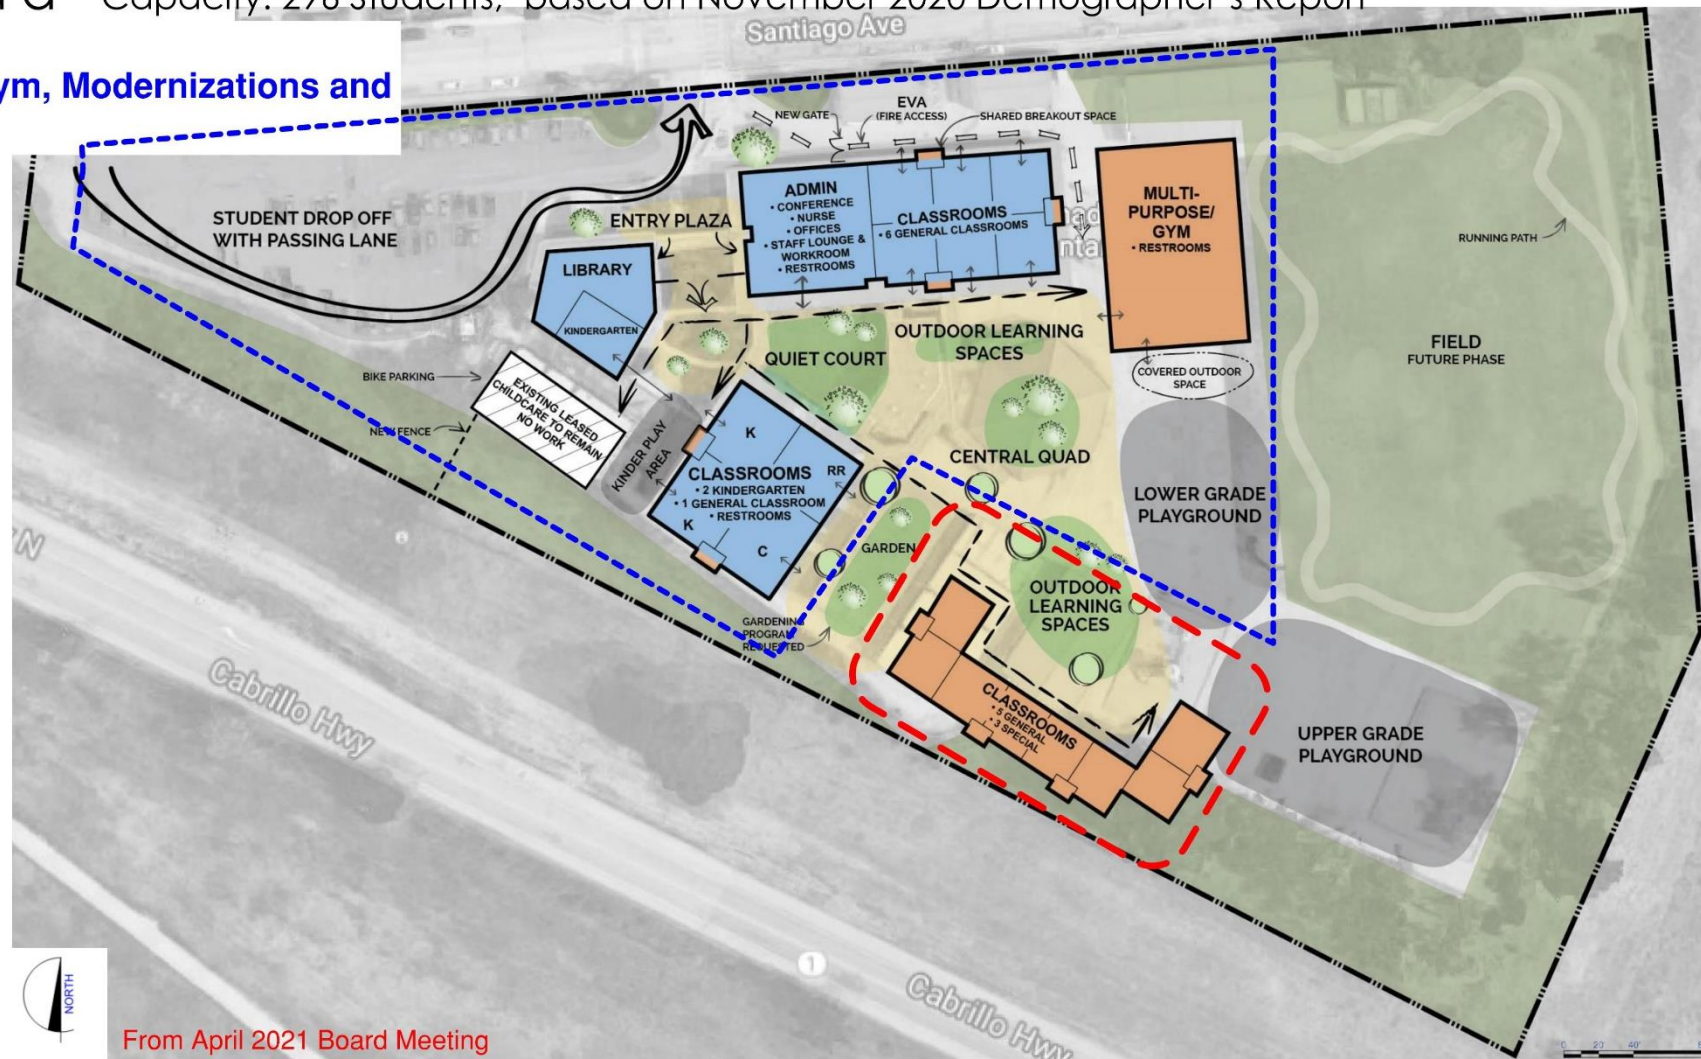 Capacity: 298 Students, based on November 2020 Demographer's Report
Santiago Ave
Gym, Modernizations and
NEW GATE
EVA
(FIRE ACCESS)
SHARED BREAKOUT SPACE
STUDENT DROP OFF
WITH PASSING LANE
ENTRY PLAZA
ADMIN
• CONFERENCE
• NURSE
• OFFICES
• STAFF LOUNGE &
WORKROOM
• RESTROOMS
CLASSROOMS
• 6 GENERAL CLASSROOMS
MULTI-
PURPOSE/
GYM
• RESTROOMS
RUNNING PATH
LIBRARY
KINDERGARTEN
QUIET COURT
OUTDOOR LEARNING
SPACES
COVERED OUTDOOR
SPACE
FIELD
FUTURE PHASE
BIKE PARKING
EXISTING LEASED
CHILDCARE TO REMAIN
NO WORK
NEW FENCE
KINDER PLAY
AREA
K
CLASSROOMS
RR
• 2 KINDERGARTEN
• 1 GENERAL CLASSROOM
• RESTROOMS
K
C
CENTRAL QUAD
LOWER GRADE
PLAYGROUND
GARDEN
OUTDOOR
LEARNING
SPACES
GARDENING
PROGRAM
REQUESTED
CLASSROOMS
• 5 GENERAL
• 3 SPECIAL
UPPER GRADE
PLAYGROUND
N
Cabrillo Hwy
1
Cabrillo Hwy
NORTH
From April 2021 Board Meeting
0 20 40'